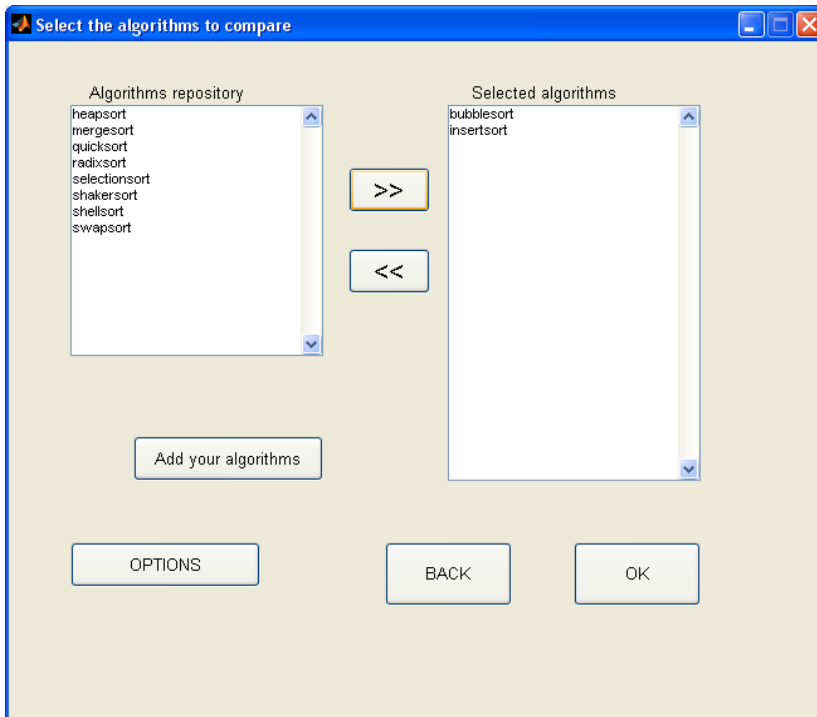 Select the algorithms to compare
Algorithms repository
heapsort
mergesort
quicksort
radixsort
selectionsort
shakersort
shellsort
swapsort
>>
<<
Selected algorithms
bubblesort
insertsort
Add your algorithms
OPTIONS
BACK
OK